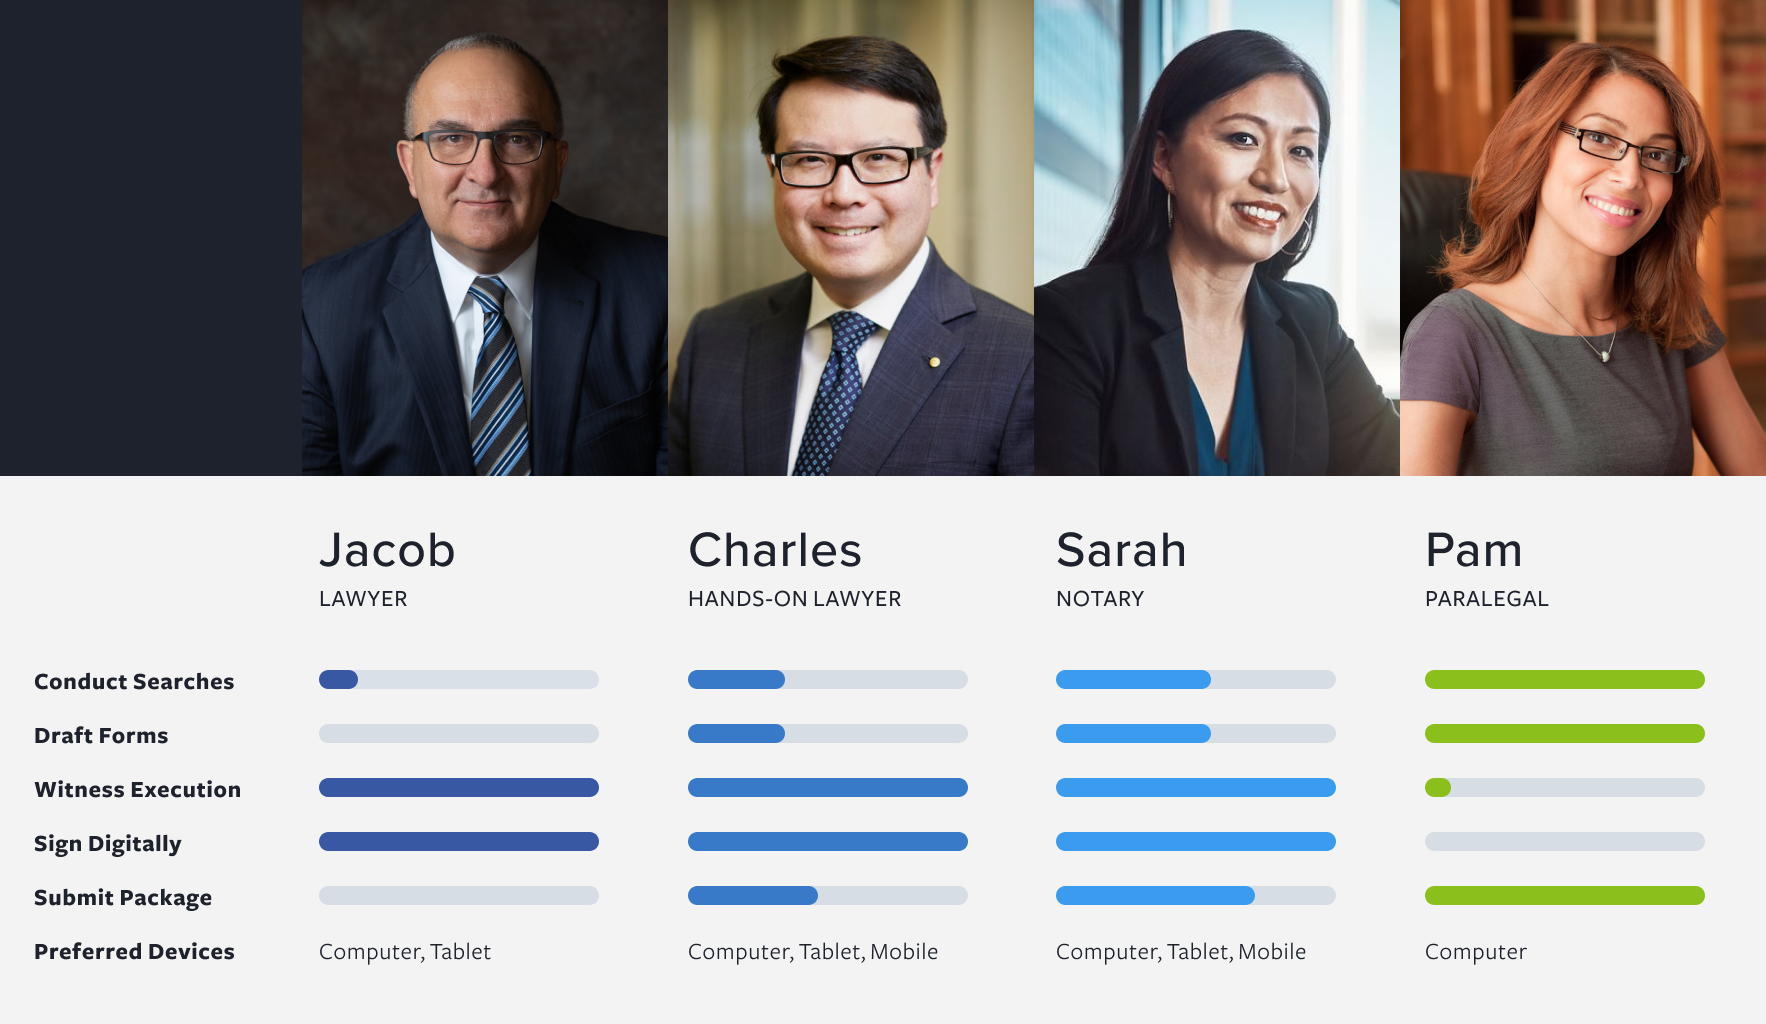 Jacob
LAWYER
Charles
HANDS-ON LAWYER
Sarah
NOTARY
Pam
PARALEGAL
Conduct Searches
Draft Forms
Witness Execution
Sign Digitally
Submit Package
Preferred Devices
Computer, Tablet
Computer, Tablet, Mobile
Computer, Tablet, Mobile
Computer